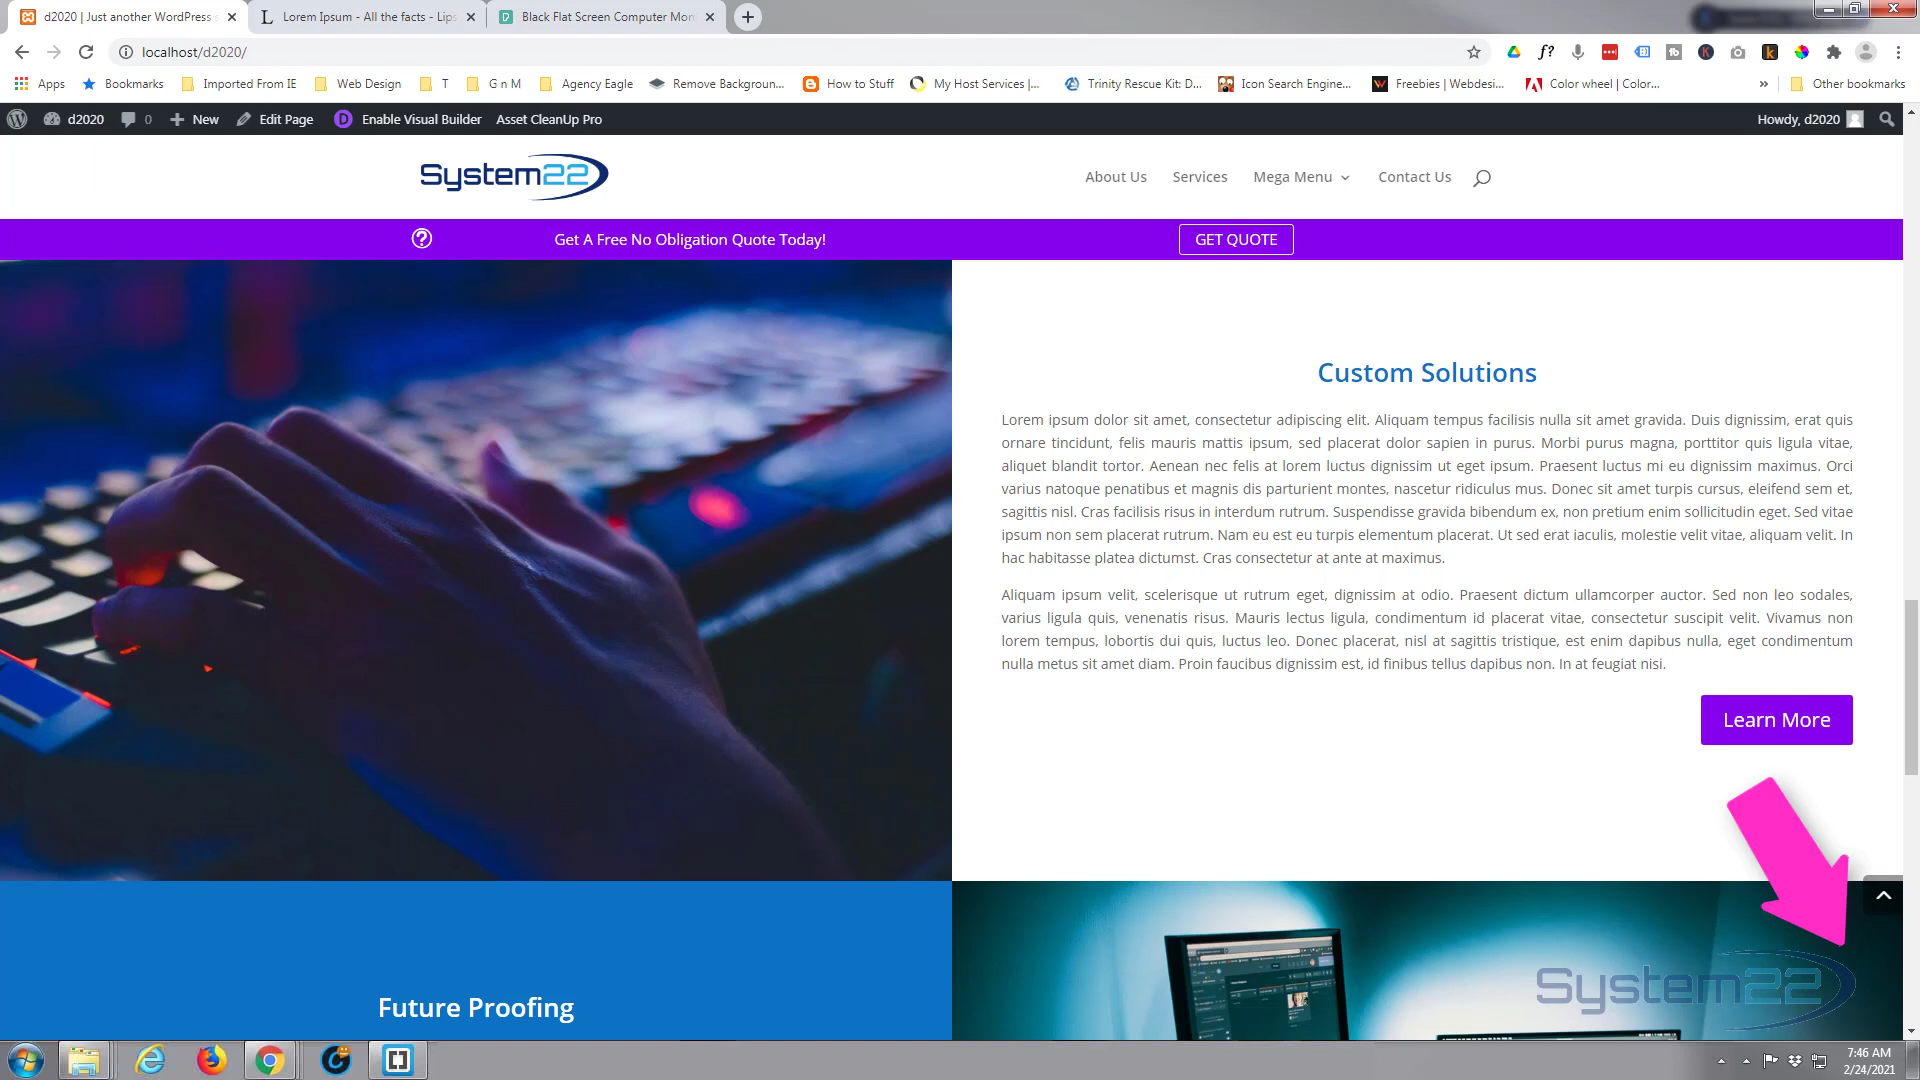 d2020 | Just another WordPress s
Lorem Ipsum - All the facts - Lips
Black Flat Screen Computer Mon
localhost/d2020/
Apps
Bookmarks
Imported From IE
Web Design
T
G n M
Agency Eagle
Remove Backgroun...
How to Stuff
My Host Services |...
Trinity Rescue Kit: D...
Icon Search Engine...
Freebies | Webdesi...
Color wheel | Color...
Other bookmarks
d2020
0
New
Edit Page
Enable Visual Builder
Asset CleanUp Pro
Howdy, d2020
System22
About Us
Services
Mega Menu
Contact Us
Get A Free No Obligation Quote Today!
GET QUOTE
Custom Solutions
Lorem ipsum dolor sit amet, consectetur adipiscing elit. Aliquam tempus facilisis nulla sit amet gravida. Duis dignissim, erat quis
ornare tincidunt, felis mauris mattis ipsum, sed placerat dolor sapien in purus. Morbi purus magna, porttitor quis ligula vitae,
aliquet blandit tortor. Aenean nec felis at lorem luctus dignissim ut eget ipsum. Praesent luctus mi eu dignissim maximus. Orci
varius natoque penatibus et magnis dis parturient montes, nascetur ridiculus mus. Donec sit amet turpis cursus, eleifend sem et,
sagittis nisl. Cras facilisis risus in interdum rutrum. Suspendisse gravida bibendum ex, non pretium enim sollicitudin eget. Sed vitae
ipsum non sem placerat rutrum. Nam eu est eu turpis elementum placerat. Ut sed erat iaculis, molestie velit vitae, aliquam velit. In
hac habitasse platea dictumst. Cras consectetur at ante at maximus.
Aliquam ipsum velit, scelerisque ut rutrum eget, dignissim at odio. Praesent dictum ullamcorper auctor. Sed non leo sodales,
varius ligula quis, venenatis risus. Mauris lectus ligula, condimentum id placerat vitae, consectetur suscipit velit. Vivamus non
lorem tempus, lobortis dui quis, luctus leo. Donec placerat, nisl at sagittis tristique, est enim dapibus nulla, eget condimentum
nulla metus sit amet diam. Proin faucibus dignissim est, id finibus tellus dapibus non. In at feugiat nisi.
Learn More
Future Proofing
System22
7:46 AM
2/24/2021